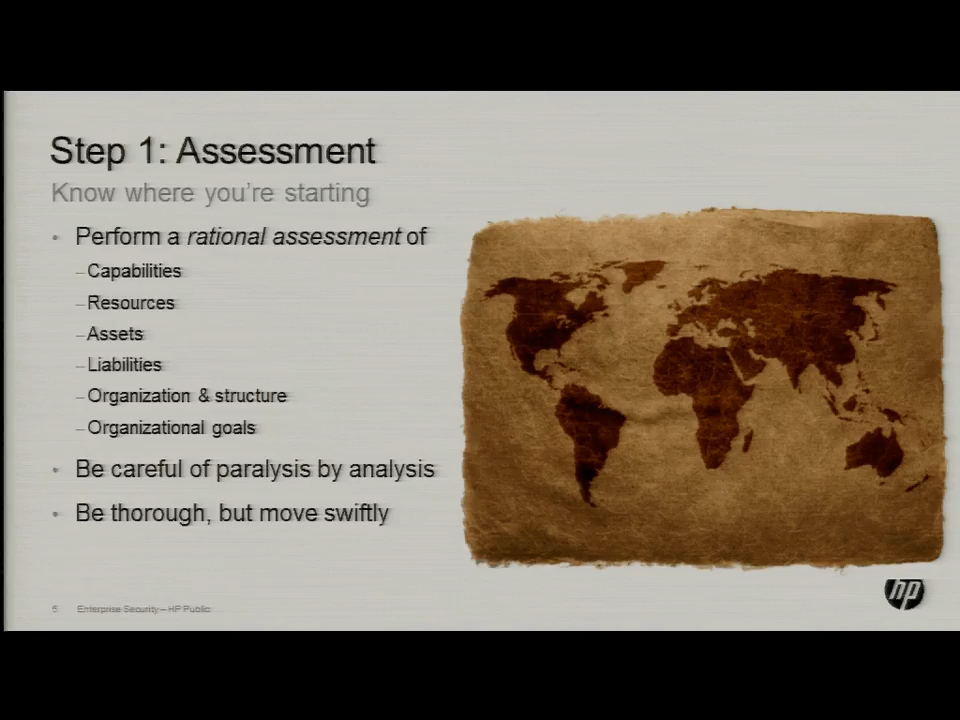 Step 1: Assessment
Know where you're starting
• Perform a rational assessment of
– Capabilities
– Resources
– Assets
– Liabilities
– Organization & structure
– Organizational goals
• Be careful of paralysis by analysis
• Be thorough, but move swiftly
Enterprise Security – HP Public
hp